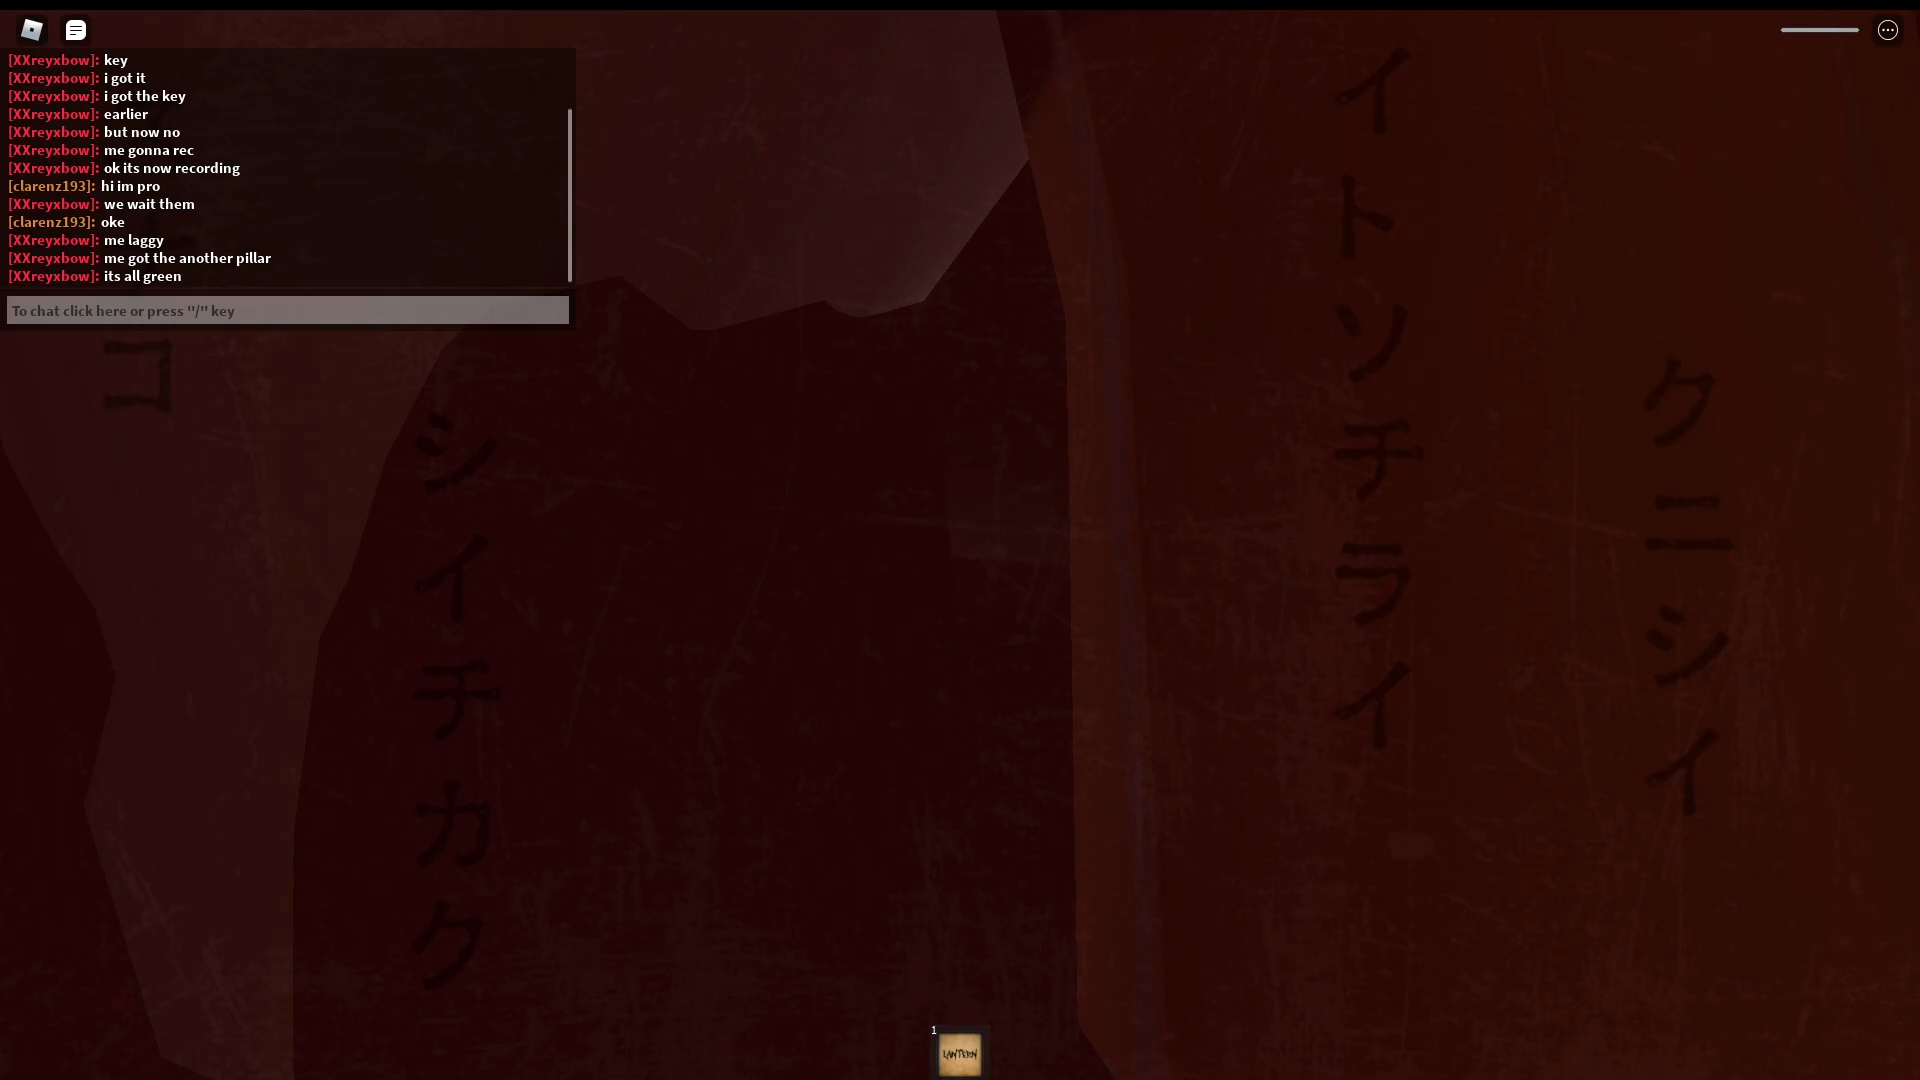 [XXreyxbow]: key
[XXreyxbow]: i got it
[XXreyxbow]: i got the key
[XXreyxbow]: earlier
[XXreyxbow]: but now no
[XXreyxbow]: me gonna rec
[XXreyxbow]: ok its now recording
[clarenz193]: hi im pro
[XXreyxbow]: we wait them
[clarenz193]: oke
[XXreyxbow]: me laggy
[XXreyxbow]: me got the another pillar
[XXreyxbow]: its all green
To chat click here or press "/" key
クニシイ
イトソチライ
シイチカク
コ
1
LANTERN